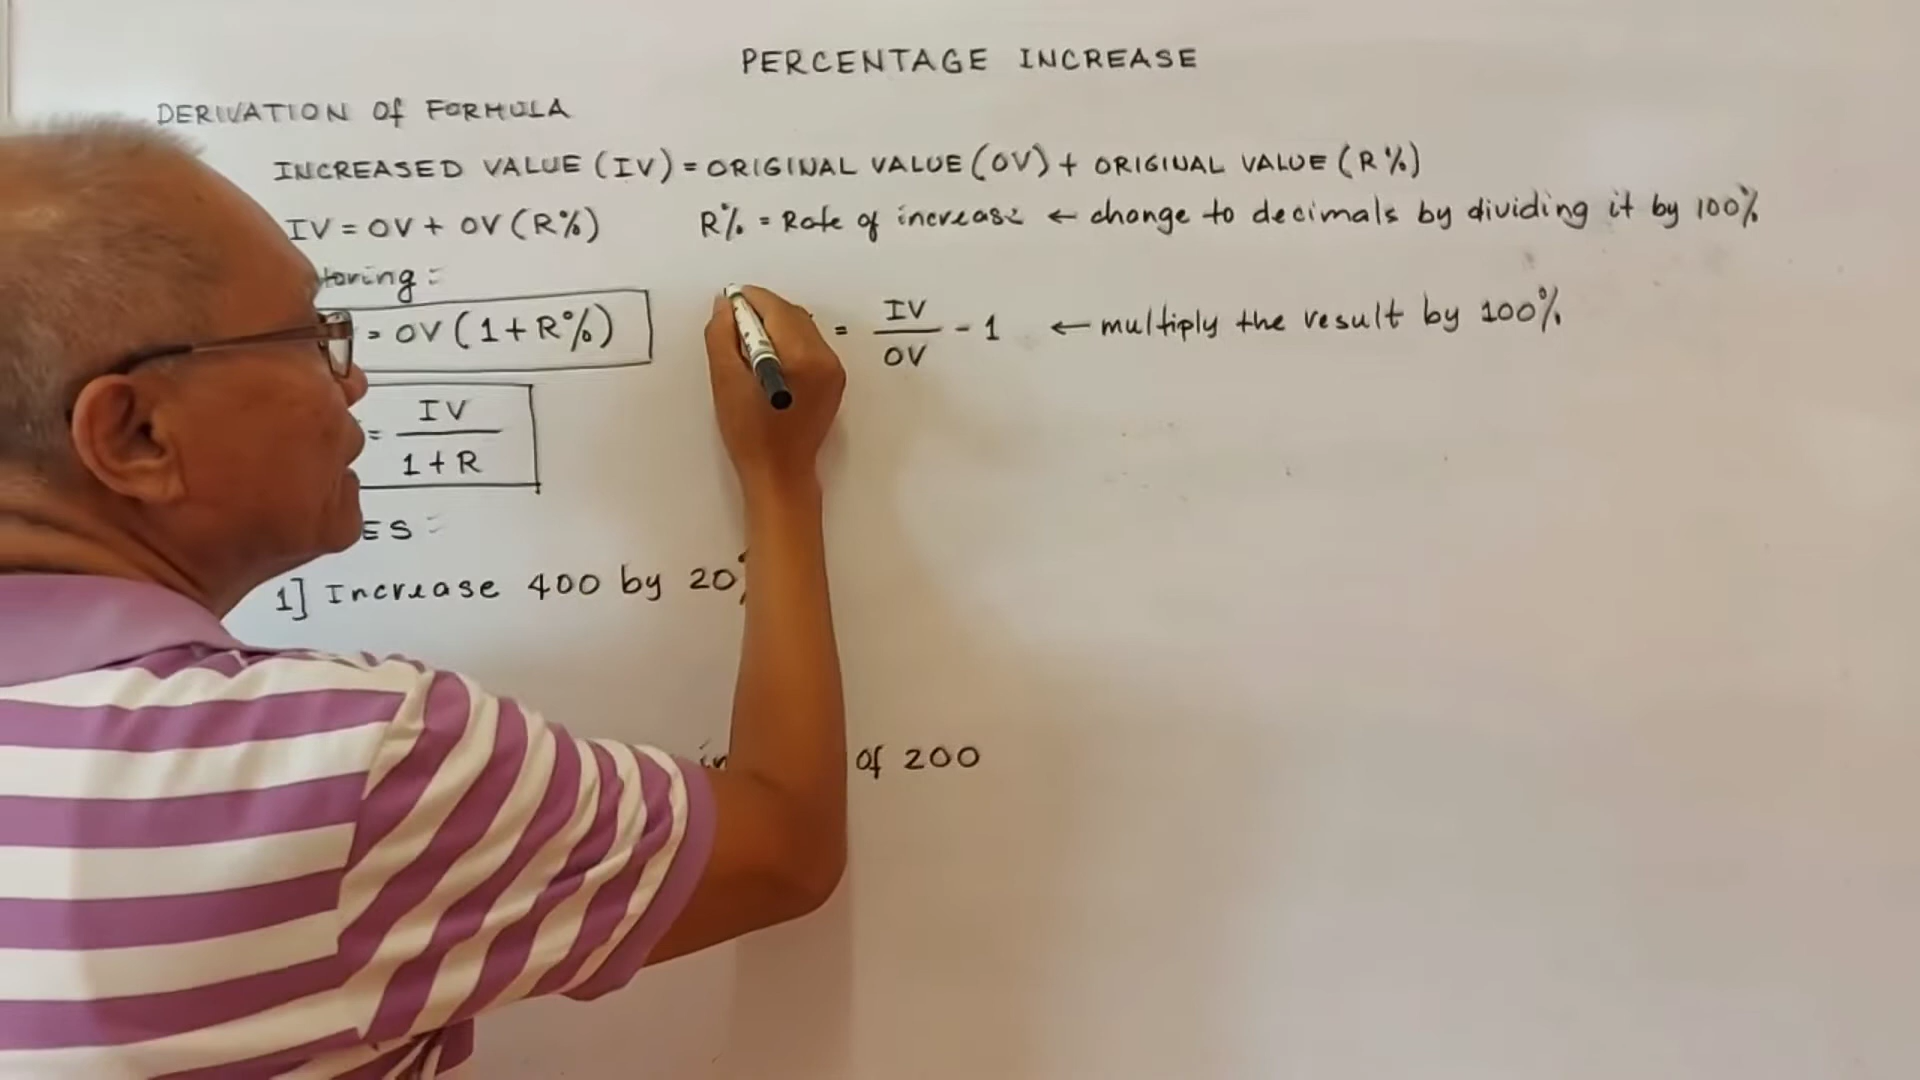 PERCENTAGE INCREASE
DERIVATION Of FORMULA
INCREASED VALUE (IV) = ORIGINAL VALUE (OV) + ORIGINAL VALUE (R%)
IV = OV + OV (R%)
R% = Rate of increase ← change to decimals by dividing it by 100%
= OV (1 + R%)
= IV / OV - 1 ← multiply the result by 100%
= IV / 1 + R
1] Increase 400 by 20
of 200